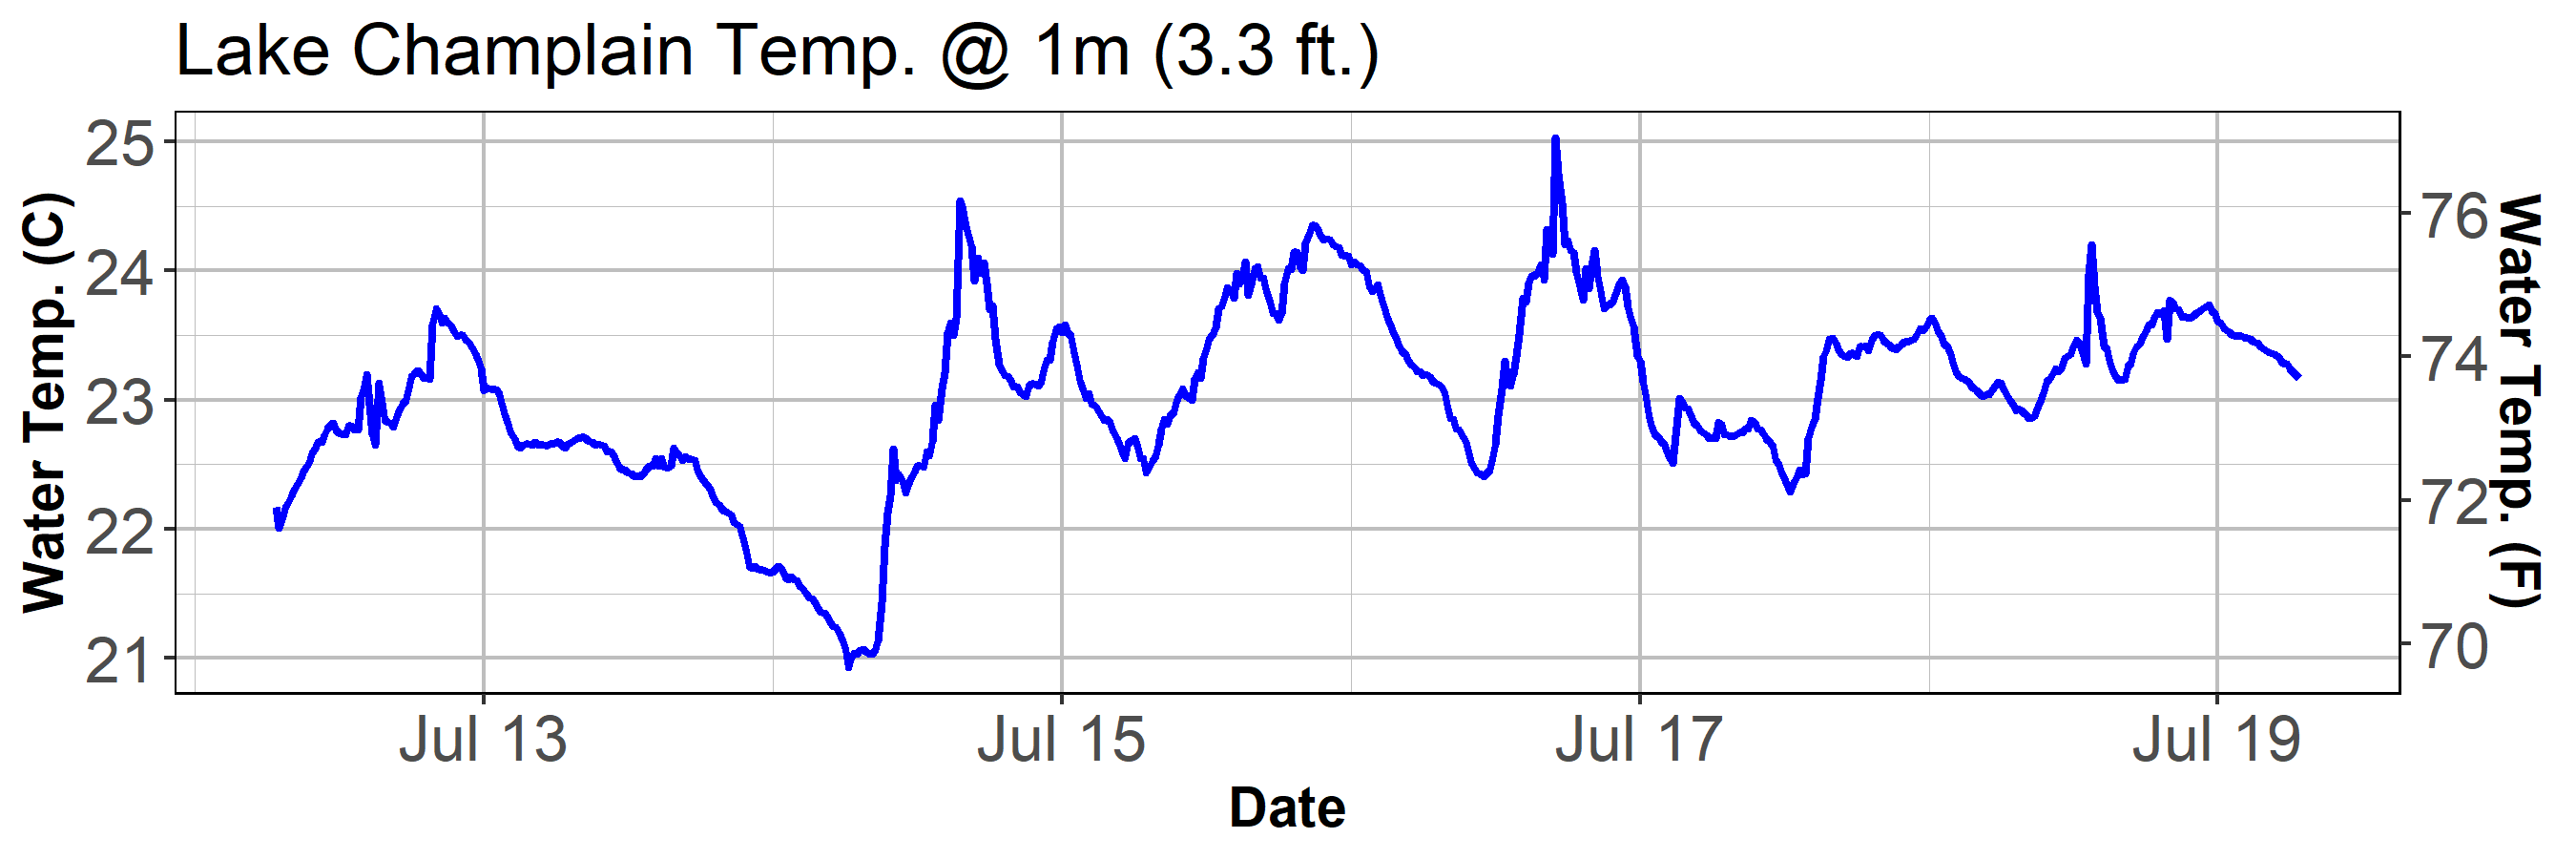 Lake Champlain Temp. @ 1m (3.3 ft.)
Water Temp. (C)
25
24
23
22
21
76
74
72
70
Water Temp. (F)
Jul 13
Jul 15
Jul 17
Jul 19
Date